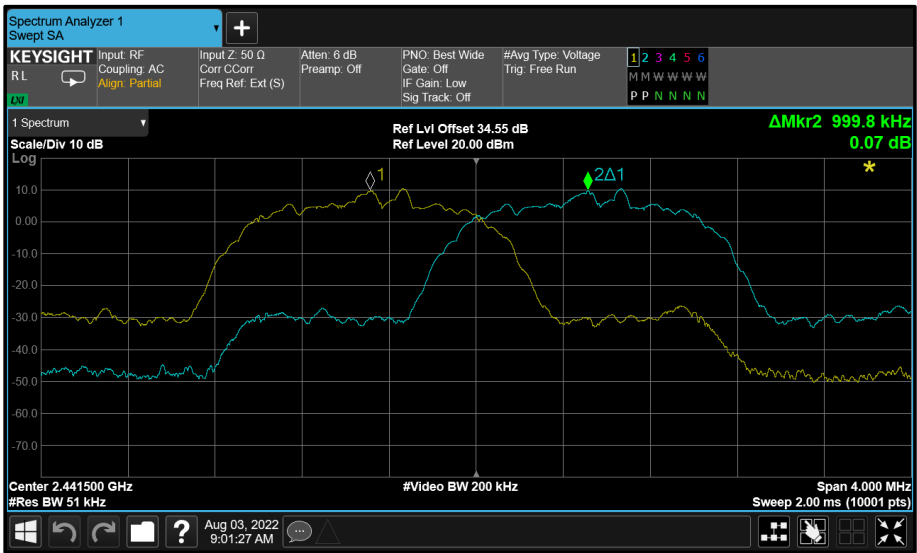 Spectrum Analyzer 1
Swept SA
+
KEYSIGHT
RL
LXI
Input: RF
Coupling: AC
Align: Partial
Input Z: 50 Ω
Corr CCorr
Freq Ref: Ext (S)
Atten: 6 dB
Preamp: Off
PNO: Best Wide
Gate: Off
IF Gain: Low
Sig Track: Off
#Avg Type: Voltage
Trig: Free Run
1 2 3 4 5 6
M M W W W W
P P N N N N
1 Spectrum
Scale/Div 10 dB
Ref Lvl Offset 34.55 dB
Ref Level 20.00 dBm
ΔMkr2 999.8 kHz
0.07 dB
Log
1
2Δ1
*
10.0
0.00
-10.0
-20.0
-30.0
-40.0
-50.0
-60.0
-70.0
Center 2.441500 GHz
#Video BW 200 kHz
Span 4.000 MHz
#Res BW 51 kHz
Sweep 2.00 ms (10001 pts)
?
Aug 03, 2022
9:01:27 AM